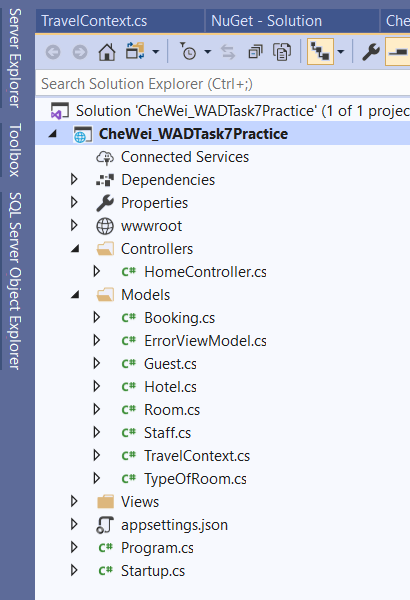 Server Explorer
Toolbox
SQL Server Object Explorer
TravelContext.cs
NuGet - Solution
Che
Search Solution Explorer (Ctrl+;)
Solution 'CheWei_WADTask7Practice' (1 of 1 projec
CheWei_WADTask7Practice
Connected Services
Dependencies
Properties
wwwroot
Controllers
C# HomeController.cs
Models
C# Booking.cs
C# ErrorViewModel.cs
C# Guest.cs
C# Hotel.cs
C# Room.cs
C# Staff.cs
C# TravelContext.cs
C# TypeOfRoom.cs
Views
appsettings.json
C# Program.cs
C# Startup.cs